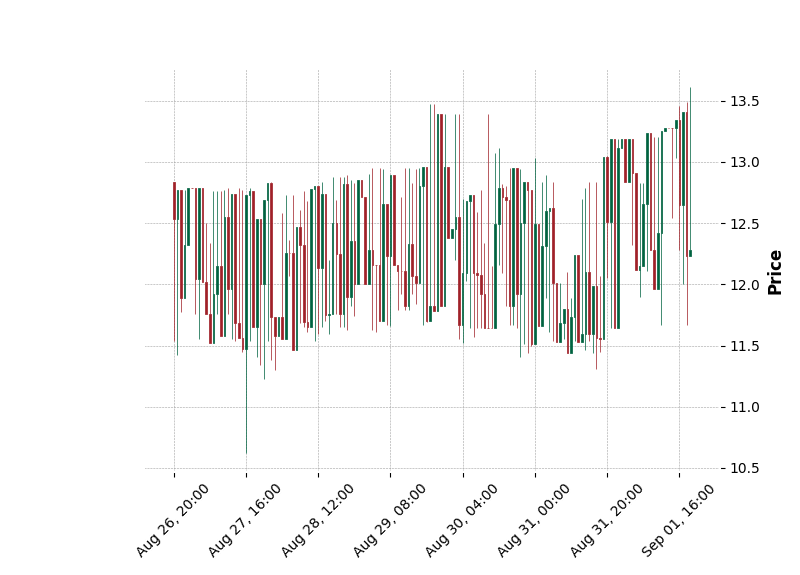 13.5
13.0
12.5
12.0
11.5
11.0
10.5
Price
Aug 26, 20:00
Aug 27, 16:00
Aug 28, 12:00
Aug 29, 08:00
Aug 30, 04:00
Aug 31, 00:00
Aug 31, 20:00
Sep 01, 16:00